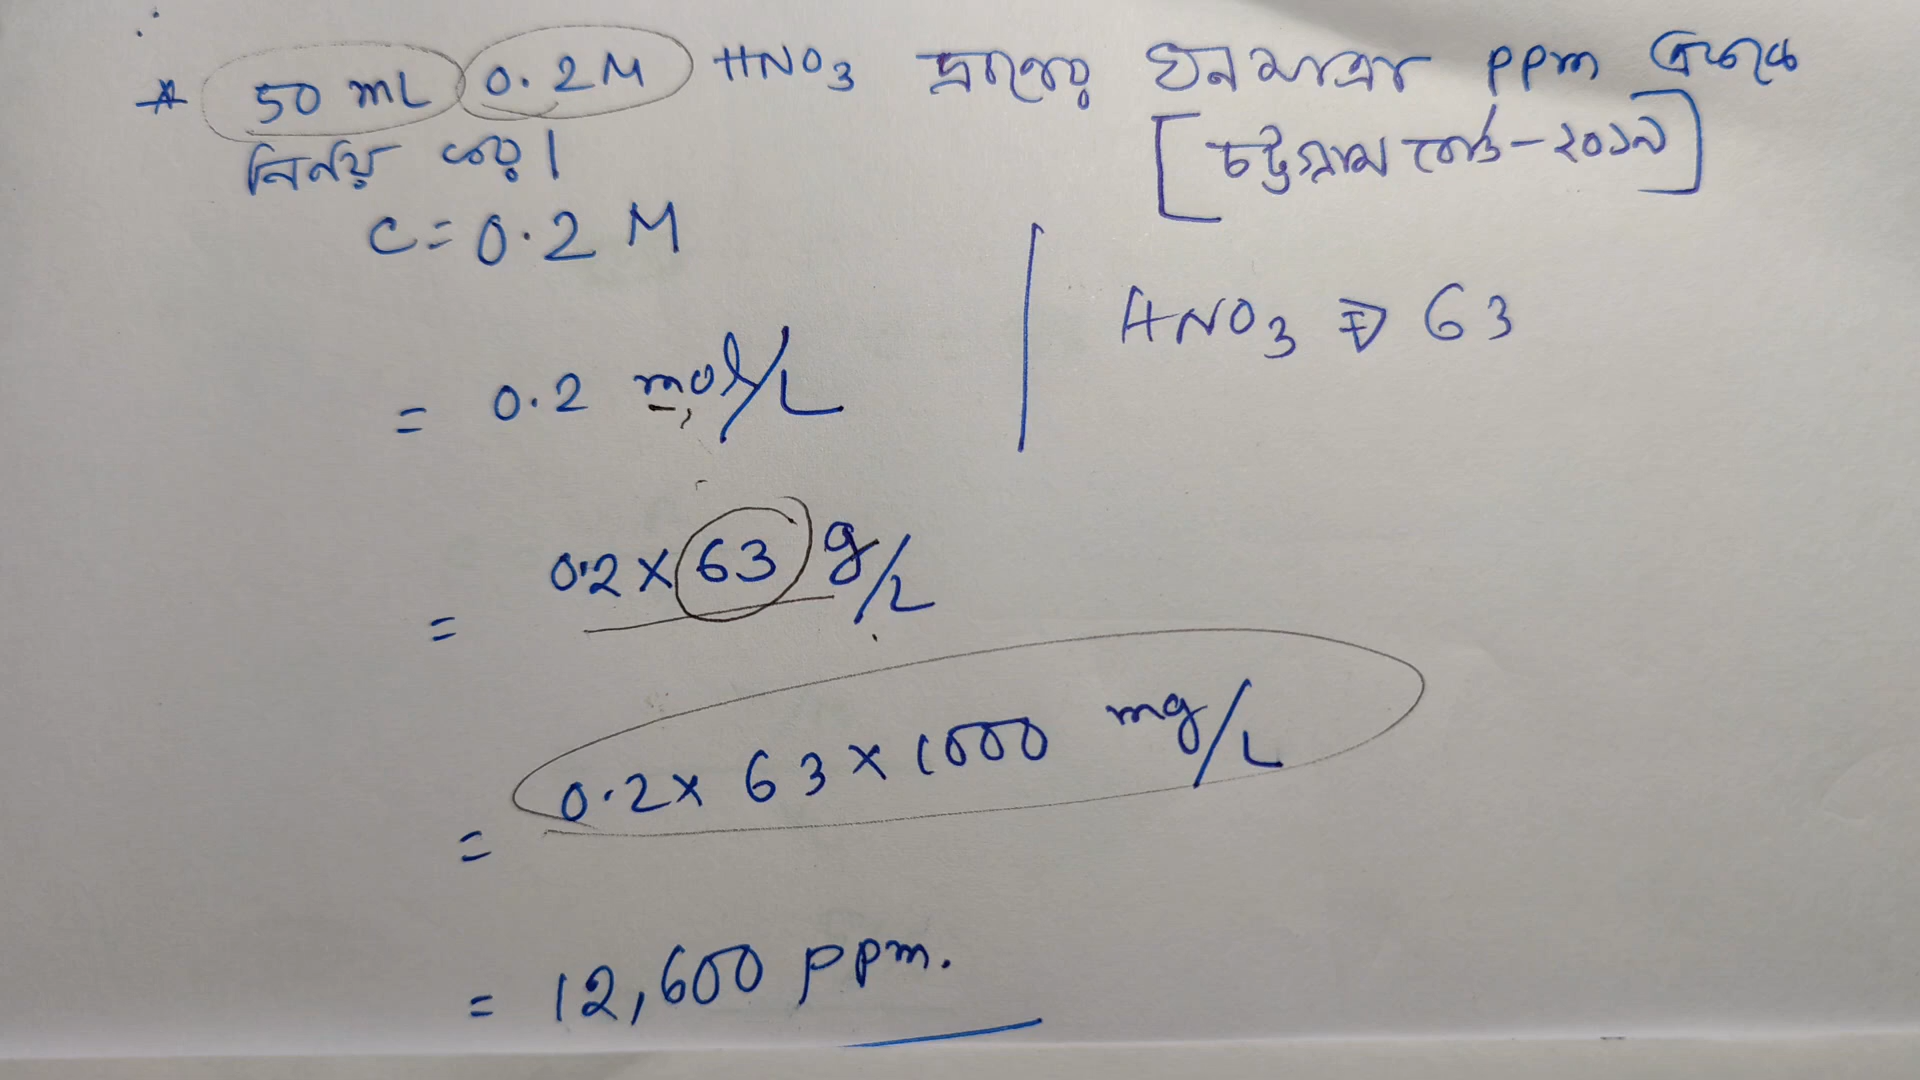 * 50 mL 0.2 M HNO3 দ্রবণের ঘনমাত্রা ppm এককে
নির্ণয় কর। [চট্টগ্রাম বোর্ড-২০১৯]
C = 0.2 M
HNO3 ⇒ 63
= 0.2 mol/L
= 0.2 × 63 g/L
= 0.2 × 63 × 1000 mg/L
= 12,600 ppm.